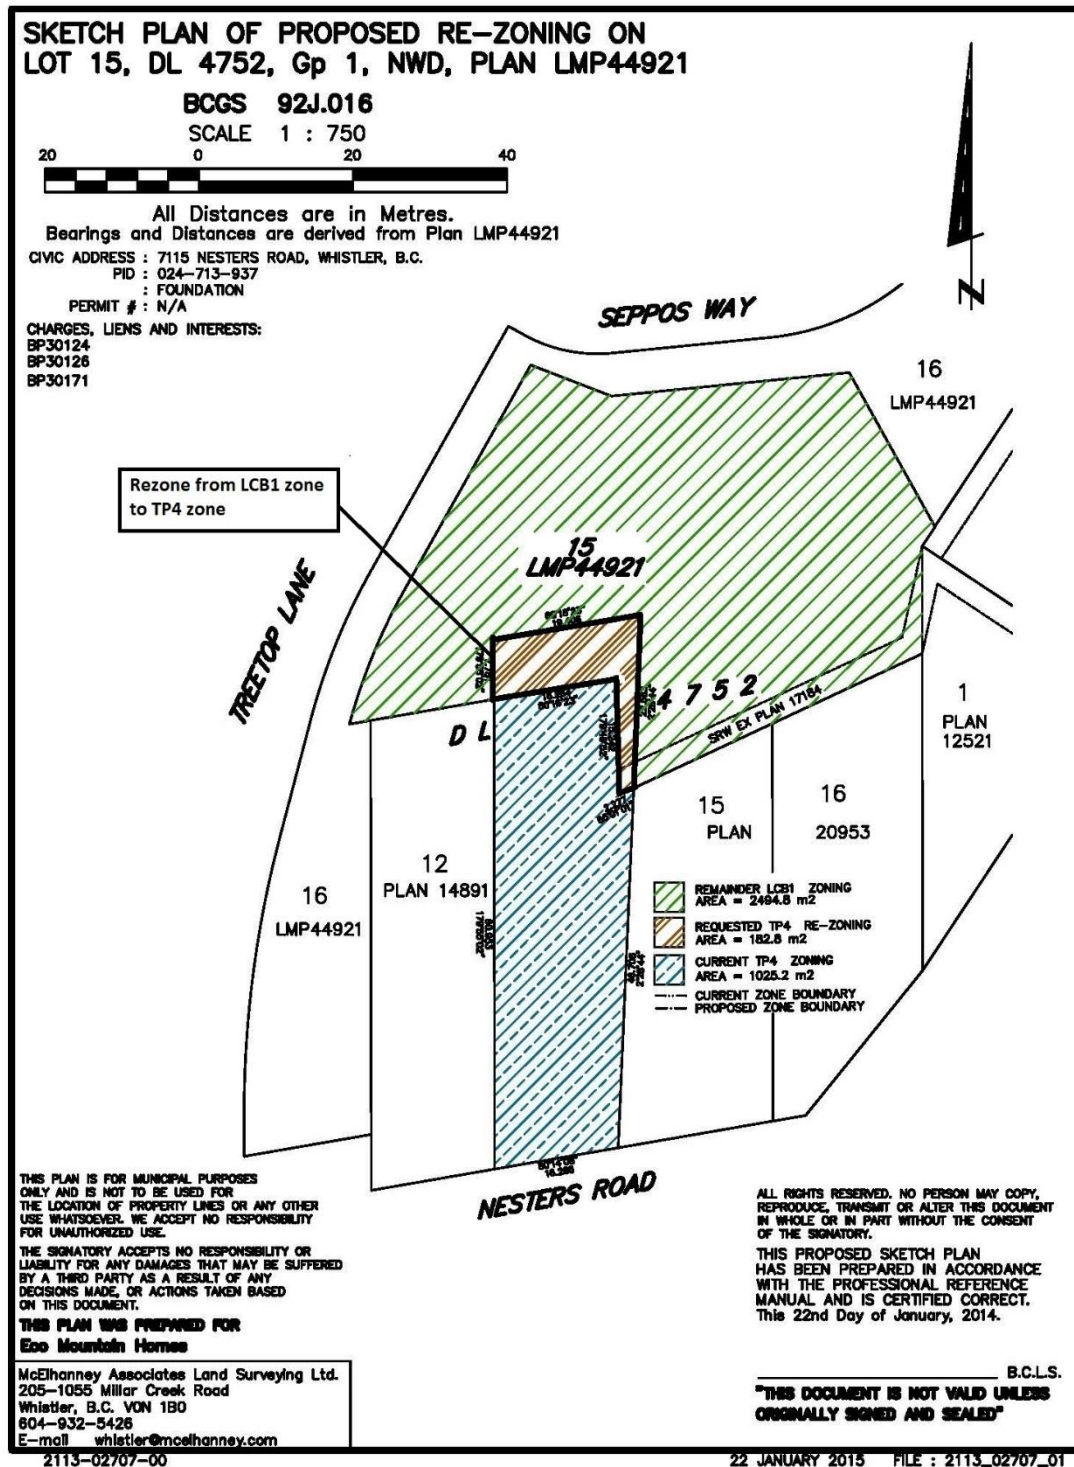 SKETCH PLAN OF PROPOSED RE-ZONING ON
LOT 15, DL 4752, Gp 1, NWD, PLAN LMP44921
BCGS 92J.016
SCALE 1 : 750
20 0 20 40
All Distances are in Metres.
Bearings and Distances are derived from Plan LMP44921
CIVIC ADDRESS : 7115 NESTERS ROAD, WHISTLER, B.C.
PID : 024-713-937
: FOUNDATION
PERMIT # : N/A
CHARGES, LIENS AND INTERESTS:
BP30124
BP30126
BP30171
N
SEPPOS WAY
16
LMP44921
Rezone from LCB1 zone
to TP4 zone
15
LMP44921
TREETOP LANE
DL 4752
SRW EX PLAN 17184
1
PLAN
12521
15
PLAN
16
20953
12
PLAN 14891
16
LMP44921
REMAINDER LCB1 ZONING
AREA = 2494.8 m2
REQUESTED TP4 RE-ZONING
AREA = 182.8 m2
CURRENT TP4 ZONING
AREA = 1025.2 m2
CURRENT ZONE BOUNDARY
PROPOSED ZONE BOUNDARY
NESTERS ROAD
THIS PLAN IS FOR MUNICIPAL PURPOSES
ONLY AND IS NOT TO BE USED FOR
THE LOCATION OF PROPERTY LINES OR ANY OTHER
USE WHATSOEVER. WE ACCEPT NO RESPONSIBILITY
FOR UNAUTHORIZED USE.
THE SIGNATORY ACCEPTS NO RESPONSIBILITY OR
LIABILITY FOR ANY DAMAGES THAT MAY BE SUFFERED
BY A THIRD PARTY AS A RESULT OF ANY
DECISIONS MADE, OR ACTIONS TAKEN BASED
ON THIS DOCUMENT.
THIS PLAN WAS PREPARED FOR
Eco Mountain Homes
McElhanney Associates Land Surveying Ltd.
205-1055 Millar Creek Road
Whistler, B.C. V0N 1B0
604-932-5426
E-mail whistler@mcelhanney.com
2113-02707-00
ALL RIGHTS RESERVED. NO PERSON MAY COPY,
REPRODUCE, TRANSMIT OR ALTER THIS DOCUMENT
IN WHOLE OR IN PART WITHOUT THE CONSENT
OF THE SIGNATORY.
THIS PROPOSED SKETCH PLAN
HAS BEEN PREPARED IN ACCORDANCE
WITH THE PROFESSIONAL REFERENCE
MANUAL AND IS CERTIFIED CORRECT.
This 22nd Day of January, 2014.
B.C.L.S.
"THIS DOCUMENT IS NOT VALID UNLESS
ORIGINALLY SIGNED AND SEALED"
22 JANUARY 2015 FILE : 2113_02707_01